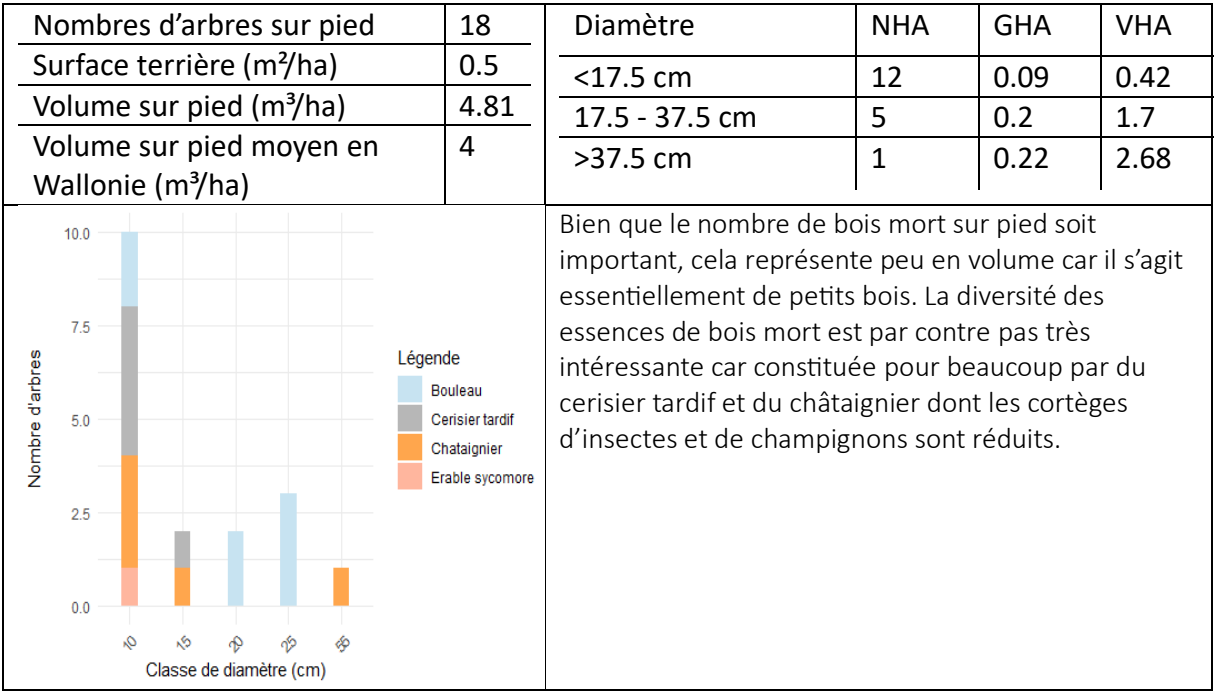 Nombres d'arbres sur pied 18
Surface terrière (m²/ha) 0.5
Volume sur pied (m³/ha) 4.81
Volume sur pied moyen en 4
Wallonie (m³/ha)
Diamètre NHA GHA VHA
<17.5 cm 12 0.09 0.42
17.5 - 37.5 cm 5 0.2 1.7
>37.5 cm 1 0.22 2.68
Nombre d'arbres
10.0
7.5
5.0
2.5
0.0
10 15 20 25 55
Classe de diamètre (cm)
Légende
Bouleau
Cerisier tardif
Chataignier
Erable sycomore
Bien que le nombre de bois mort sur pied soit
important, cela représente peu en volume car il s'agit
essentiellement de petits bois. La diversité des
essences de bois mort est par contre pas très
intéressante car constituée pour beaucoup par du
cerisier tardif et du châtaignier dont les cortèges
d'insectes et de champignons sont réduits.